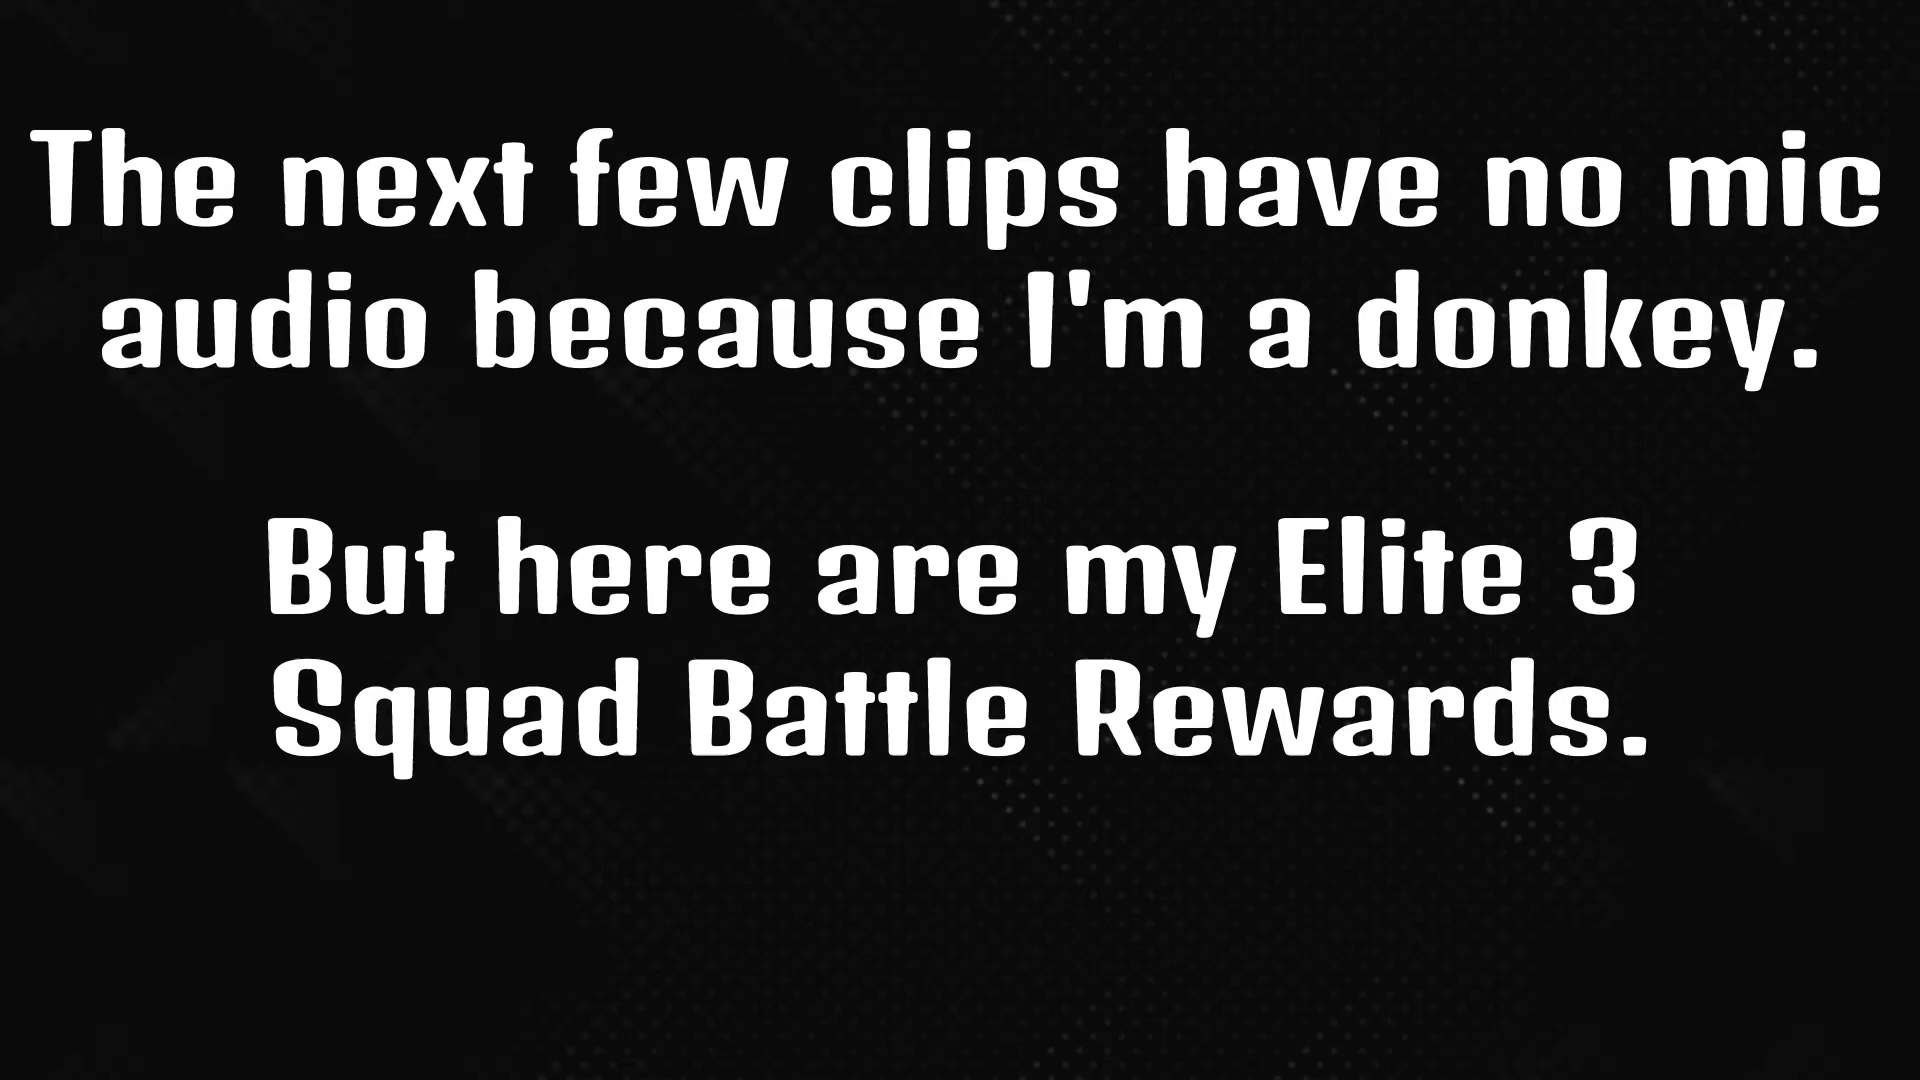 The next few clips have no mic
audio because I'm a donkey.
But here are my Elite 3
Squad Battle Rewards.